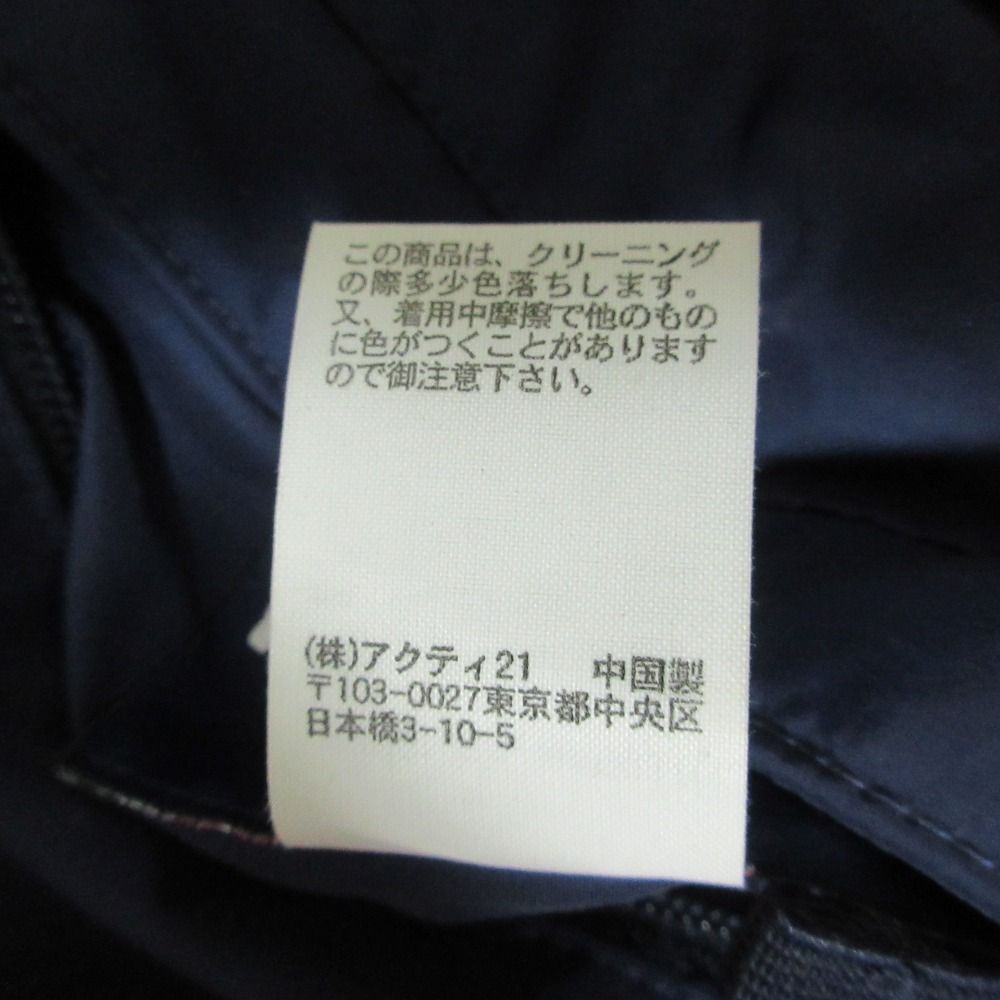 この商品は、クリーニング
の際多少色落ちします。
又、着用中摩擦で他のもの
に色がつくことがあります
ので御注意下さい。
(株)アクティ21 中国製
〒103-0027東京都中央区
日本橋3-10-5